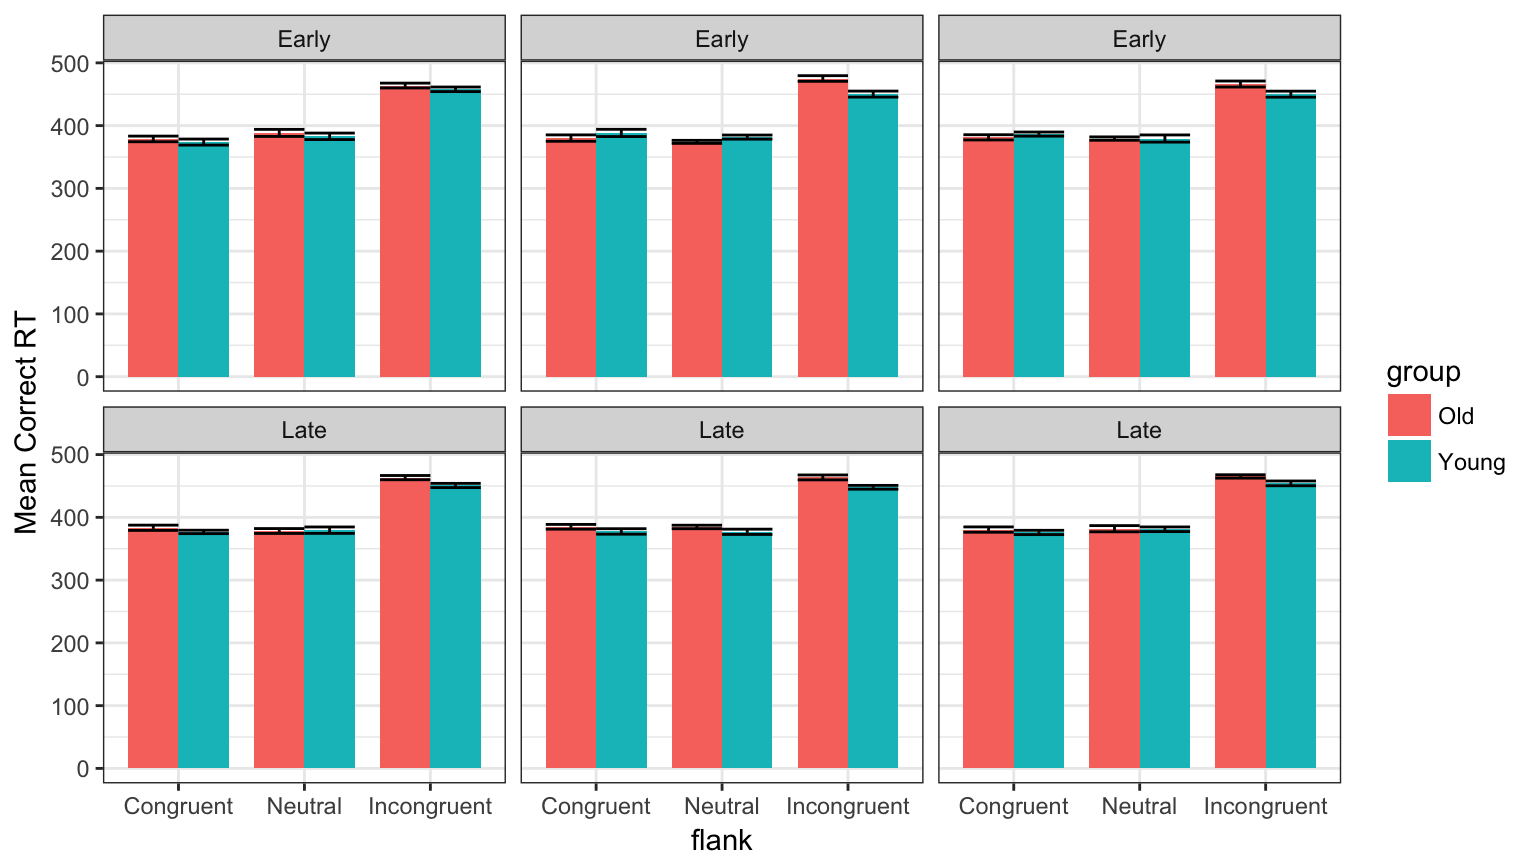 Early Early Early
500
400
300
200
100
0
Late Late Late
500
400
300
200
100
0
Congruent Neutral Incongruent Congruent Neutral Incongruent Congruent Neutral Incongruent
flank
Mean Correct RT
group
Old
Young